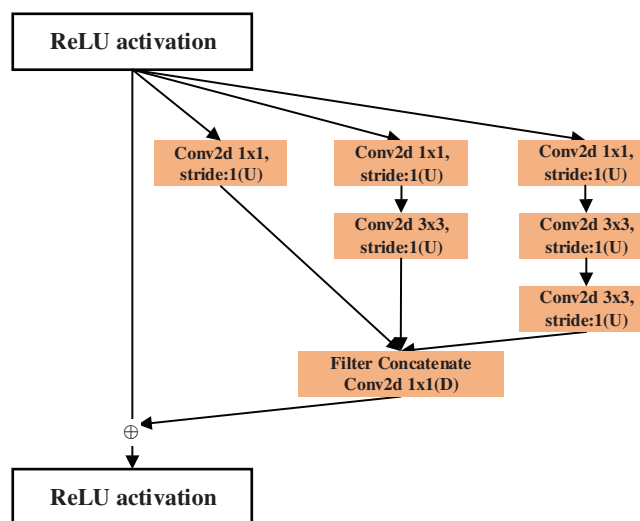 ReLU activation
Conv2d 1x1,
stride:1(U)
Conv2d 1x1,
stride:1(U)
Conv2d 1x1,
stride:1(U)
Conv2d 3x3,
stride:1(U)
Conv2d 3x3,
stride:1(U)
Conv2d 3x3,
stride:1(U)
Filter Concatenate
Conv2d 1x1(D)
⊕
ReLU activation